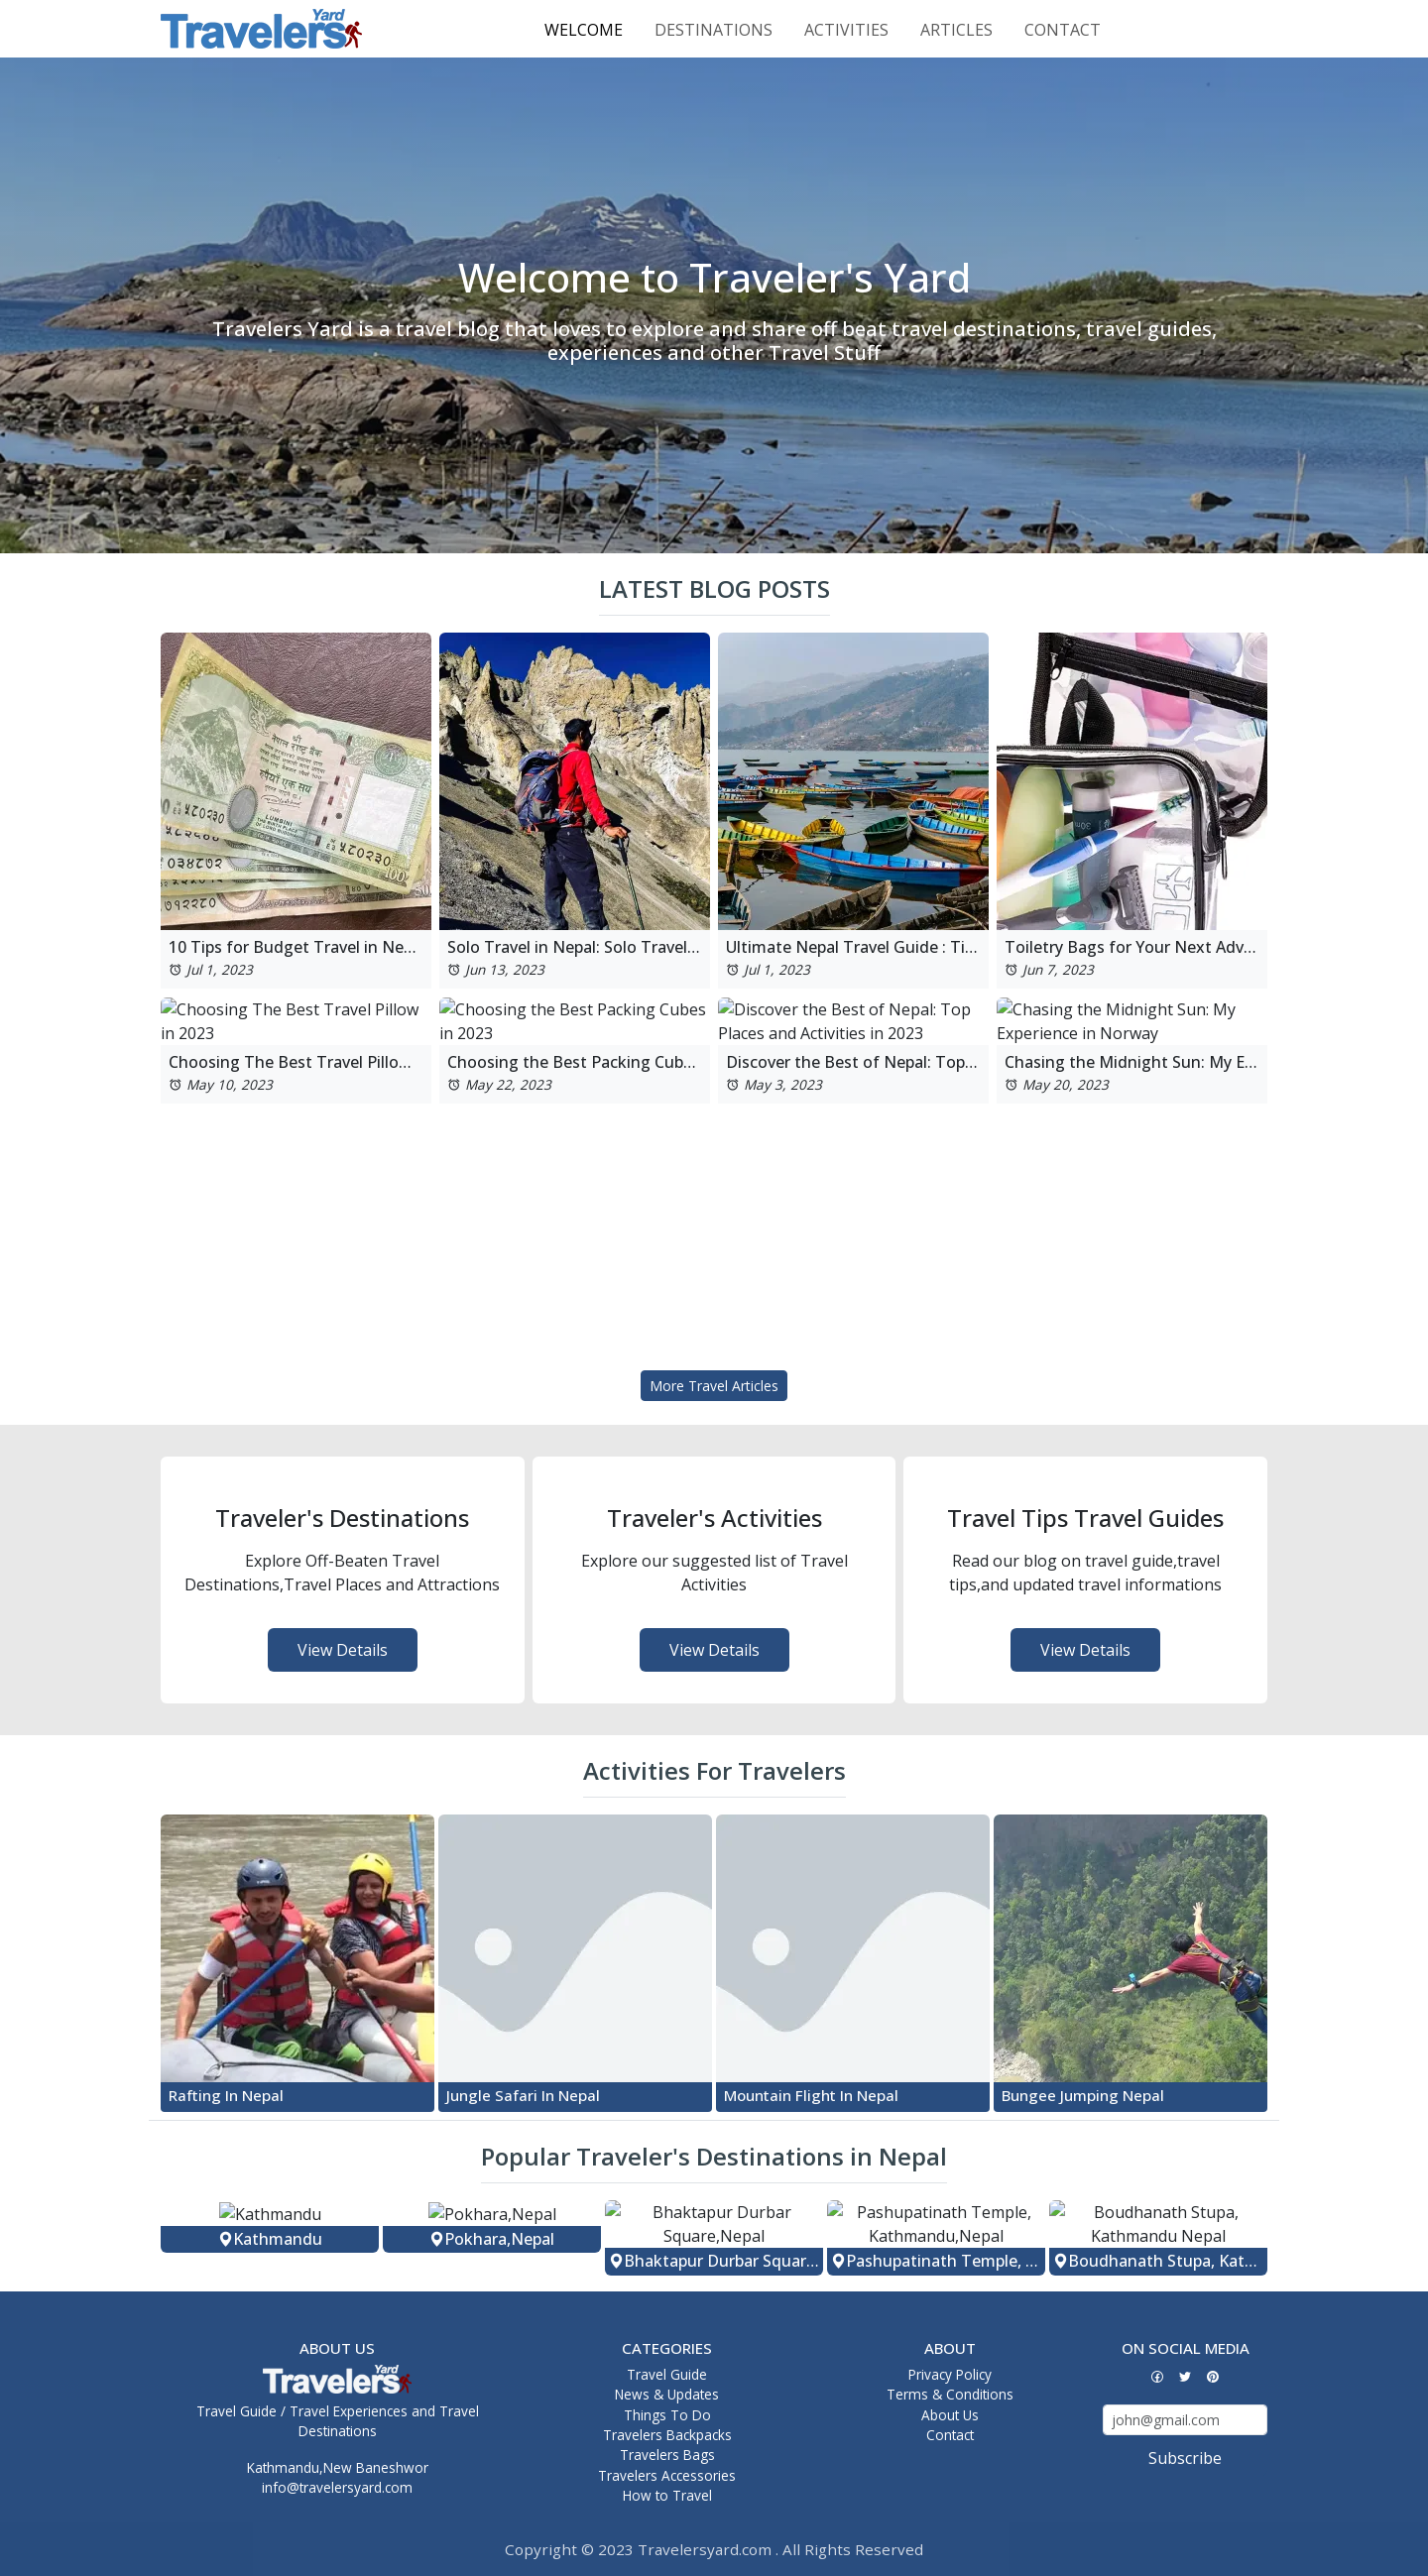 Travelers Yard
WELCOME DESTINATIONS ACTIVITIES ARTICLES CONTACT
Welcome to Traveler's Yard
Travelers Yard is a travel blog that loves to explore and share off beat travel destinations, travel guides,
experiences and other Travel Stuff
LATEST BLOG POSTS
10 Tips for Budget Travel in Ne...
Jul 1, 2023
Solo Travel in Nepal: Solo Travel...
Jun 13, 2023
Ultimate Nepal Travel Guide : Ti...
Jul 1, 2023
Toiletry Bags for Your Next Adv...
Jun 7, 2023
Choosing The Best Travel Pillow
in 2023
Choosing The Best Travel Pillo...
May 10, 2023
Choosing the Best Packing Cubes
in 2023
Choosing the Best Packing Cub...
May 22, 2023
Discover the Best of Nepal: Top
Places and Activities in 2023
Discover the Best of Nepal: Top...
May 3, 2023
Chasing the Midnight Sun: My
Experience in Norway
Chasing the Midnight Sun: My E...
May 20, 2023
More Travel Articles
Traveler's Destinations
Explore Off-Beaten Travel
Destinations,Travel Places and Attractions
View Details
Traveler's Activities
Explore our suggested list of Travel
Activities
View Details
Travel Tips Travel Guides
Read our blog on travel guide,travel
tips,and updated travel informations
View Details
Activities For Travelers
Rafting In Nepal
Jungle Safari In Nepal
Mountain Flight In Nepal
Bungee Jumping Nepal
Popular Traveler's Destinations in Nepal
Kathmandu
Kathmandu
Pokhara,Nepal
Pokhara,Nepal
Bhaktapur Durbar
Square,Nepal
Bhaktapur Durbar Squar...
Pashupatinath Temple,
Kathmandu,Nepal
Pashupatinath Temple, ...
Boudhanath Stupa,
Kathmandu Nepal
Boudhanath Stupa, Kat...
ABOUT US
Travelers Yard
Travel Guide / Travel Experiences and Travel
Destinations
Kathmandu,New Baneshwor
info@travelersyard.com
CATEGORIES
Travel Guide
News & Updates
Things To Do
Travelers Backpacks
Travelers Bags
Travelers Accessories
How to Travel
ABOUT
Privacy Policy
Terms & Conditions
About Us
Contact
ON SOCIAL MEDIA
john@gmail.com
Subscribe
Copyright © 2023 Travelersyard.com . All Rights Reserved